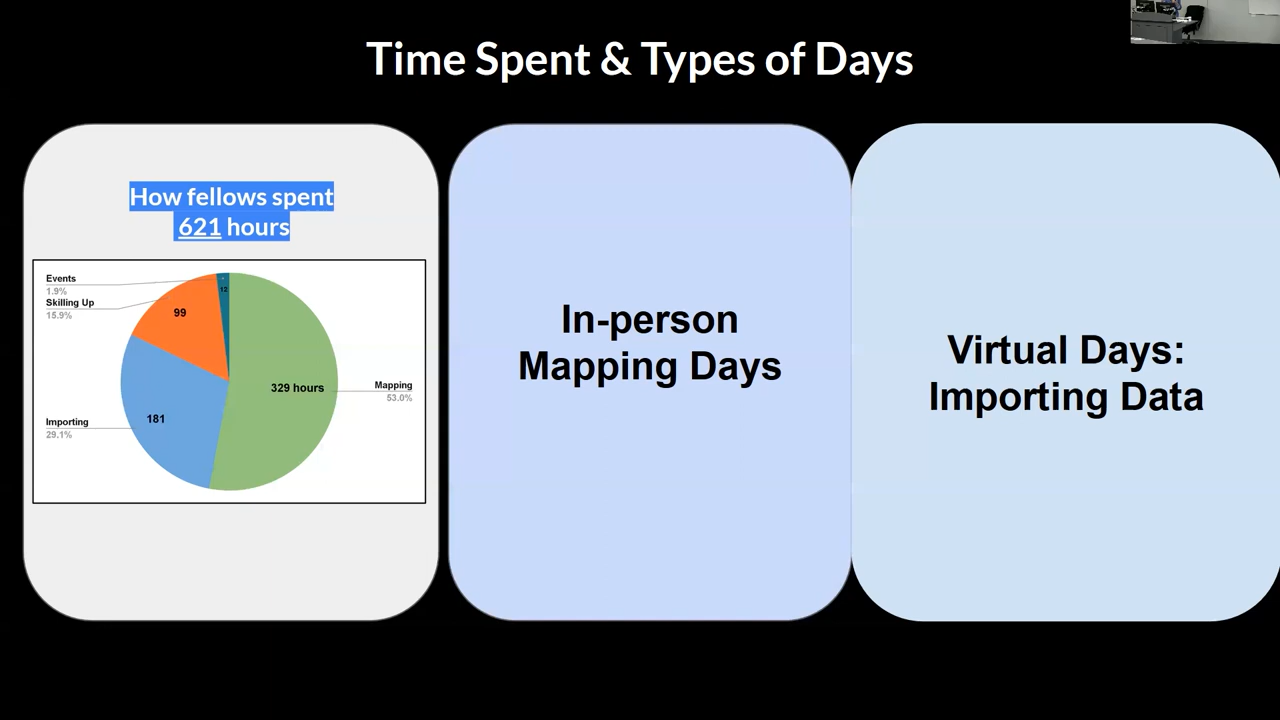 Time Spent & Types of Days
How fellows spent
621 hours
Events
1.9%
Skilling Up
15.9%
12
99
329 hours
Mapping
53.0%
181
Importing
29.1%
In-person
Mapping Days
Virtual Days:
Importing Data